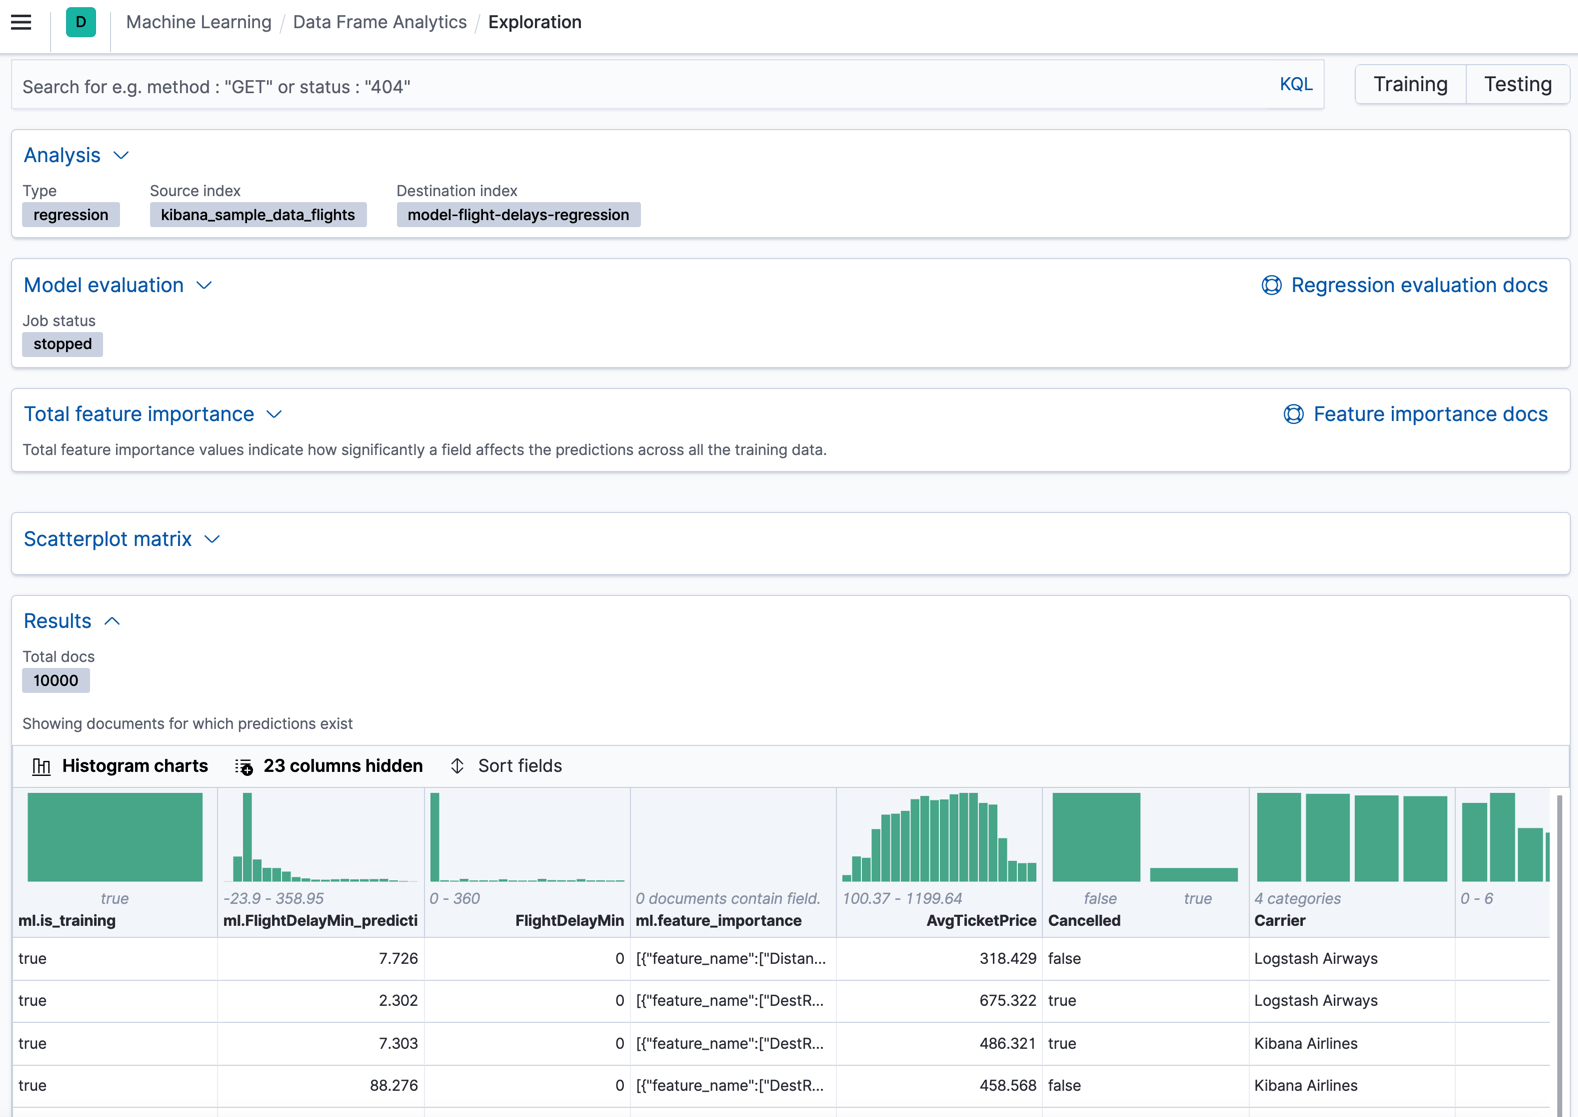 D Machine Learning / Data Frame Analytics / Exploration
Search for e.g. method : "GET" or status : "404" KQL Training Testing
Analysis
Type Source index Destination index
regression kibana_sample_data_flights model-flight-delays-regression
Model evaluation Regression evaluation docs
Job status
stopped
Total feature importance Feature importance docs
Total feature importance values indicate how significantly a field affects the predictions across all the training data.
Scatterplot matrix
Results
Total docs
10000
Showing documents for which predictions exist
Histogram charts 23 columns hidden Sort fields
true -23.9 - 358.95 0 - 360 0 documents contain field. 100.37 - 1199.64 false true 4 categories 0 - 6
ml.is_training ml.FlightDelayMin_predicti FlightDelayMin ml.feature_importance AvgTicketPrice Cancelled Carrier
true 7.726 0 [{"feature_name":["Distan... 318.429 false Logstash Airways
true 2.302 0 [{"feature_name":["DestR... 675.322 true Logstash Airways
true 7.303 0 [{"feature_name":["DestR... 486.321 true Kibana Airlines
true 88.276 0 [{"feature_name":["DestR... 458.568 false Kibana Airlines